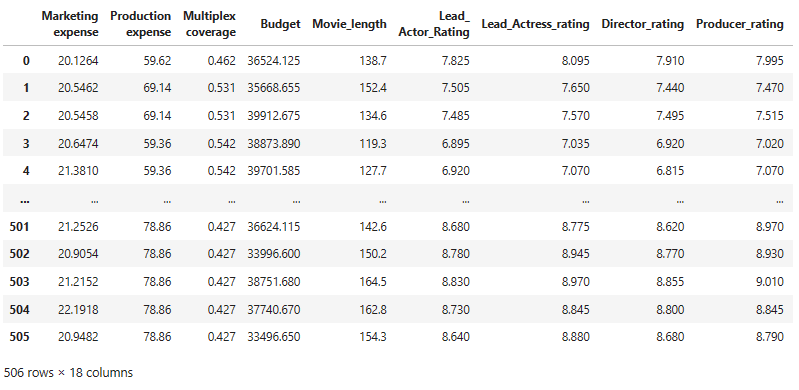 Marketing expense Production expense Multiplex coverage Budget Movie_length Lead_ Actor_Rating Lead_Actress_rating Director_rating Producer_rating
0 20.1264 59.62 0.462 36524.125 138.7 7.825 8.095 7.910 7.995
1 20.5462 69.14 0.531 35668.655 152.4 7.505 7.650 7.440 7.470
2 20.5458 69.14 0.531 39912.675 134.6 7.485 7.570 7.495 7.515
3 20.6474 59.36 0.542 38873.890 119.3 6.895 7.035 6.920 7.020
4 21.3810 59.36 0.542 39701.585 127.7 6.920 7.070 6.815 7.070
... ... ... ... ... ... ... ... ... ...
501 21.2526 78.86 0.427 36624.115 142.6 8.680 8.775 8.620 8.970
502 20.9054 78.86 0.427 33996.600 150.2 8.780 8.945 8.770 8.930
503 21.2152 78.86 0.427 38751.680 164.5 8.830 8.970 8.855 9.010
504 22.1918 78.86 0.427 37740.670 162.8 8.730 8.845 8.800 8.845
505 20.9482 78.86 0.427 33496.650 154.3 8.640 8.880 8.680 8.790
506 rows × 18 columns